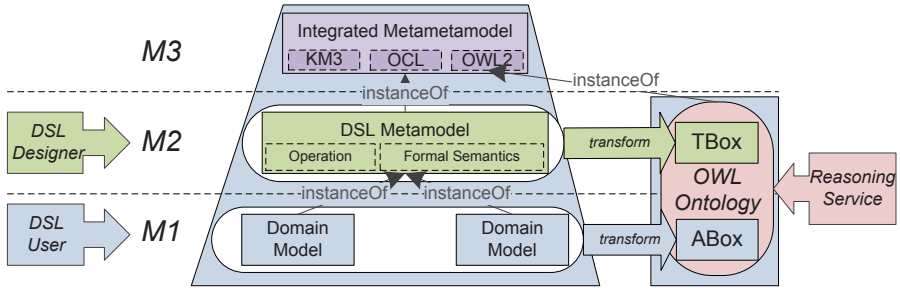 Integrated Metametamodel
M3
KM3
OCL
OWL2
instanceOf
instanceOf
DSL
Designer
M2
DSL Metamodel
Operation
Formal Semantics
transform
TBox
OWL
Ontology
Reasoning
Service
instanceOf
instanceOf
DSL
User
M1
Domain
Model
Domain
Model
transform
ABox